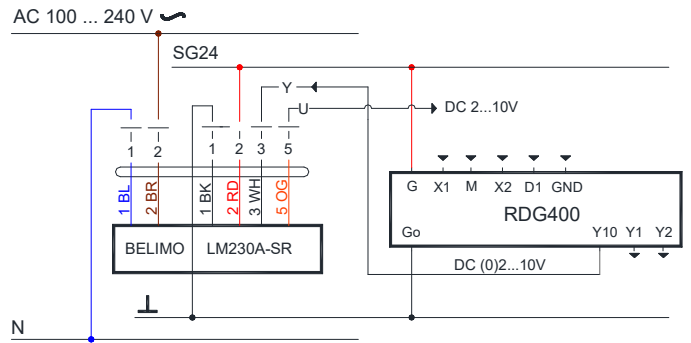 AC 100 ... 240 V
SG24
Y
U
DC 2...10V
1 2 1 2 3 5
1 BL
2 BR
1 BK
2 RD
3 WH
5 OG
G X1 M X2 D1 GND
RDG400
Go Y10 Y1 Y2
BELIMO LM230A-SR
DC (0)2...10V
N